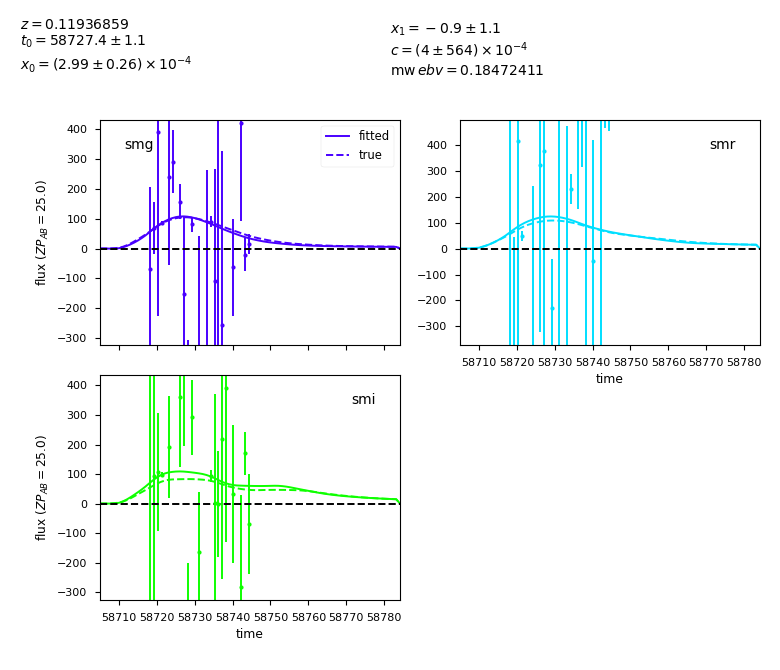 z = 0.11936859
t₀ = 58727.4 ± 1.1
x₀ = (2.99 ± 0.26) × 10⁻⁴
x₁ = −0.9 ± 1.1
c = (4 ± 564) × 10⁻⁴
mw ebv = 0.18472411
smg
fitted
true
400
300
200
100
0
−100
−200
−300
flux (ZP_AB = 25.0)
smr
400
300
200
100
0
−100
−200
−300
58710 58720 58730 58740 58750 58760 58770 58780
time
smi
400
300
200
100
0
−100
−200
−300
flux (ZP_AB = 25.0)
58710 58720 58730 58740 58750 58760 58770 58780
time